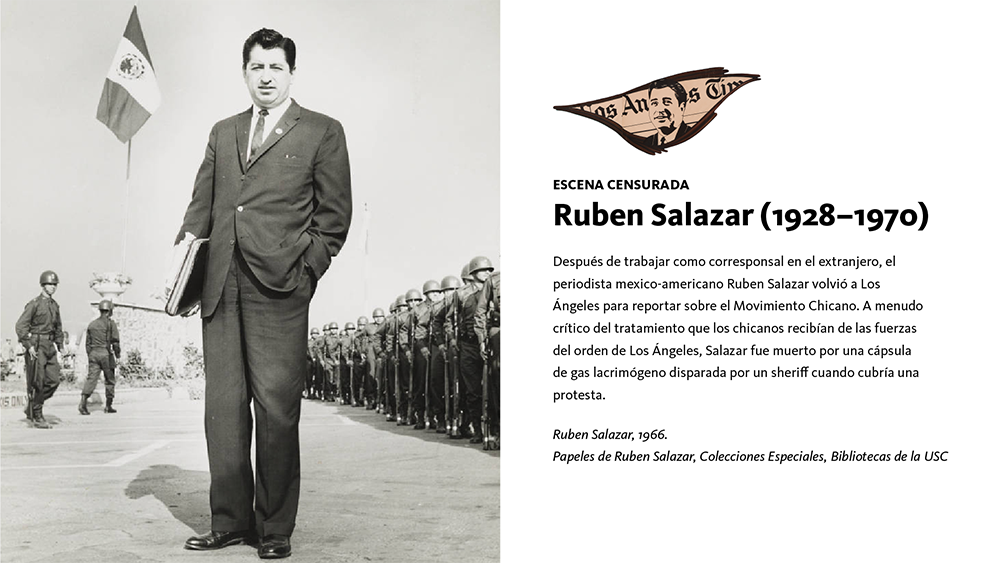 os An
s Tim
ESCENA CENSURADA
Ruben Salazar (1928–1970)
Después de trabajar como corresponsal en el extranjero, el
periodista mexico-americano Ruben Salazar volvió a Los
Ángeles para reportar sobre el Movimiento Chicano. A menudo
crítico del tratamiento que los chicanos recibían de las fuerzas
del orden de Los Ángeles, Salazar fue muerto por una cápsula
de gas lacrimógeno disparada por un sheriff cuando cubría una
protesta.
Ruben Salazar, 1966.
Papeles de Ruben Salazar, Colecciones Especiales, Bibliotecas de la USC